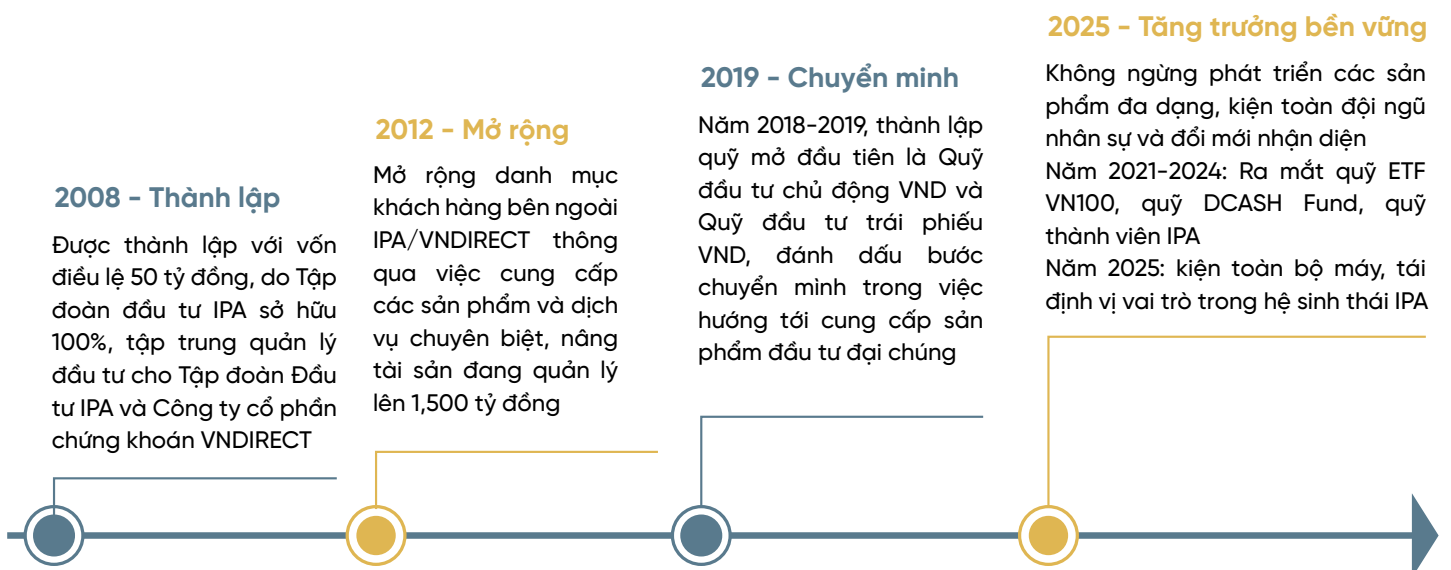 2008 - Thành lập
Được thành lập với vốn
điều lệ 50 tỷ đồng, do Tập
đoàn đầu tư IPA sở hữu
100%, tập trung quản lý
đầu tư cho Tập đoàn Đầu
tư IPA và Công ty cổ phần
chứng khoán VNDIRECT
2012 - Mở rộng
Mở rộng danh mục
khách hàng bên ngoài
IPA/VNDIRECT thông
qua việc cung cấp
các sản phẩm và dịch
vụ chuyên biệt, nâng
tài sản đang quản lý
lên 1,500 tỷ đồng
2019 - Chuyển minh
Năm 2018-2019, thành lập
quỹ mở đầu tiên là Quỹ
đầu tư chủ động VND và
Quỹ đầu tư trái phiếu
VND, đánh dấu bước
chuyển mình trong việc
hướng tới cung cấp sản
phẩm đầu tư đại chúng
2025 - Tăng trưởng bền vững
Không ngừng phát triển các sản
phẩm đa dạng, kiện toàn đội ngũ
nhân sự và đổi mới nhận diện
Năm 2021-2024: Ra mắt quỹ ETF
VN100, quỹ DCASH Fund, quỹ
thành viên IPA
Năm 2025: kiện toàn bộ máy, tái
định vị vai trò trong hệ sinh thái IPA